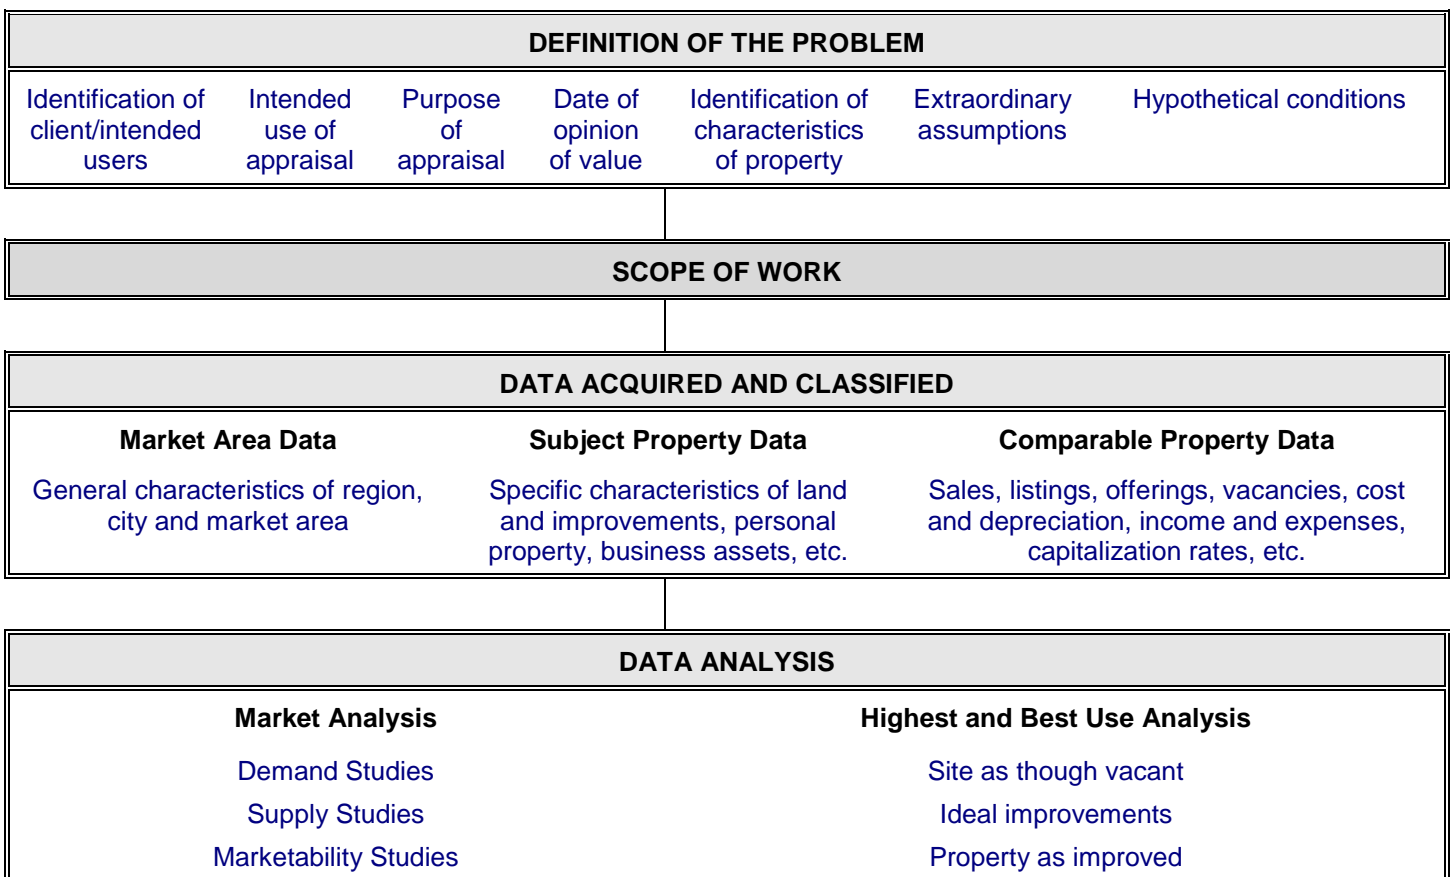 DEFINITION OF THE PROBLEM
Identification of
client/intended
users
Intended
use of
appraisal
Purpose
of
appraisal
Date of
opinion
of value
Identification of
characteristics
of property
Extraordinary
assumptions
Hypothetical conditions
SCOPE OF WORK
DATA ACQUIRED AND CLASSIFIED
Market Area Data
General characteristics of region,
city and market area
Subject Property Data
Specific characteristics of land
and improvements, personal
property, business assets, etc.
Comparable Property Data
Sales, listings, offerings, vacancies, cost
and depreciation, income and expenses,
capitalization rates, etc.
DATA ANALYSIS
Market Analysis
Demand Studies
Supply Studies
Marketability Studies
Highest and Best Use Analysis
Site as though vacant
Ideal improvements
Property as improved